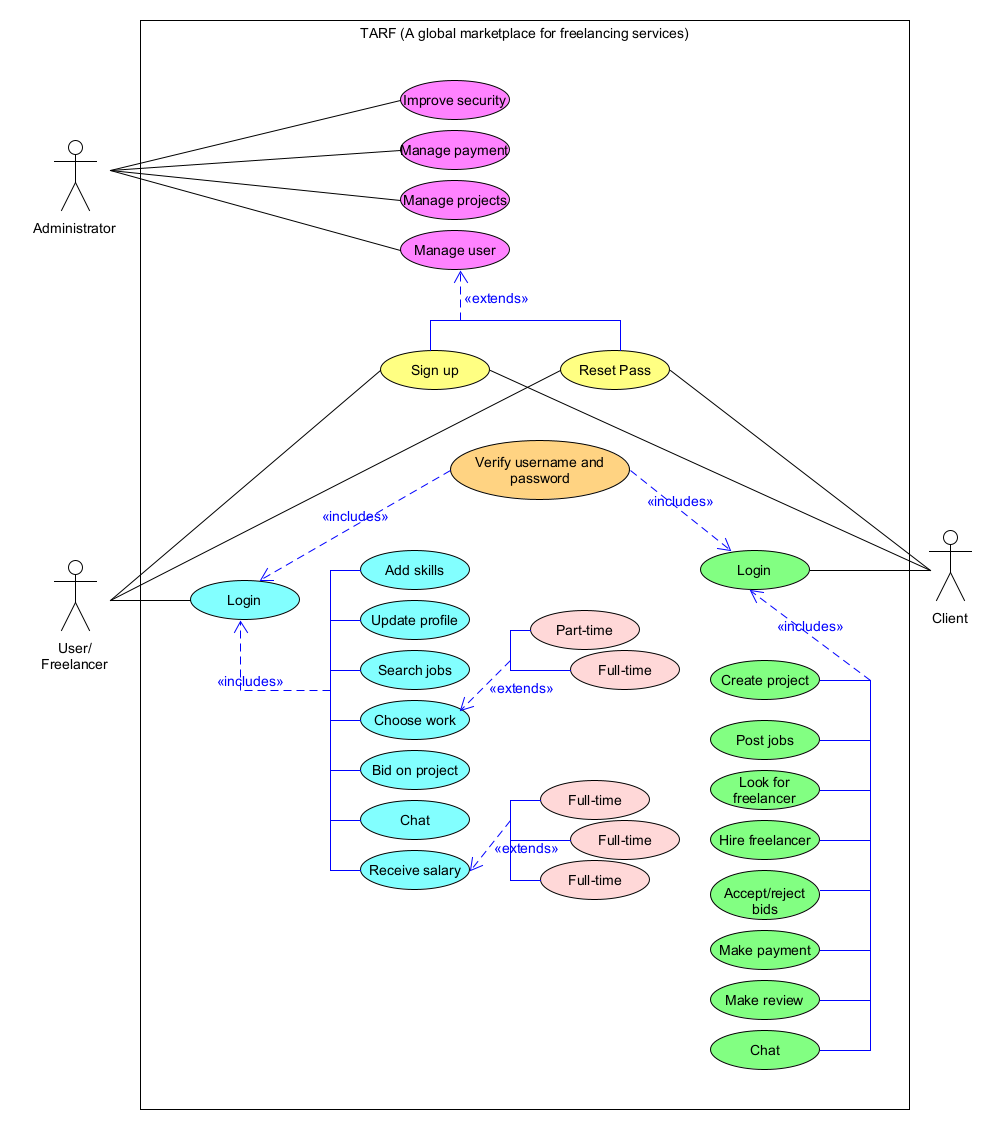 TARF (A global marketplace for freelancing services)
Improve security
Manage payment
Manage projects
Manage user
Administrator
«extends»
Sign up
Reset Pass
Verify username and
password
«includes»
«includes»
User/
Freelancer
Login
Login
Client
«includes»
«includes»
Add skills
Update profile
Search jobs
Choose work
Bid on project
Chat
Receive salary
Part-time
Full-time
«extends»
Full-time
Full-time
Full-time
«extends»
Create project
Post jobs
Look for
freelancer
Hire freelancer
Accept/reject
bids
Make payment
Make review
Chat